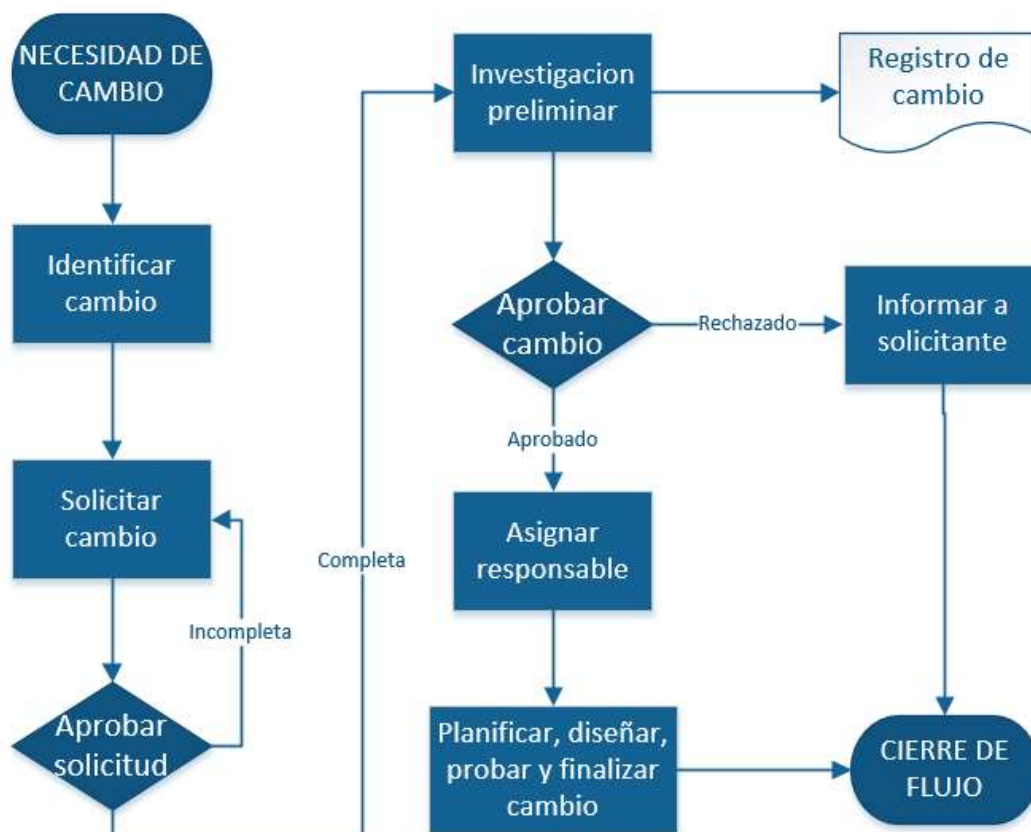 NECESIDAD DE
CAMBIO
Identificar
cambio
Solicitar
cambio
Incompleta
Aprobar
solicitud
Completa
Investigacion
preliminar
Registro de
cambio
Aprobar
cambio
Rechazado
Informar a
solicitante
Aprobado
Asignar
responsable
Planificar, diseñar,
probar y finalizar
cambio
CIERRE DE
FLUJO